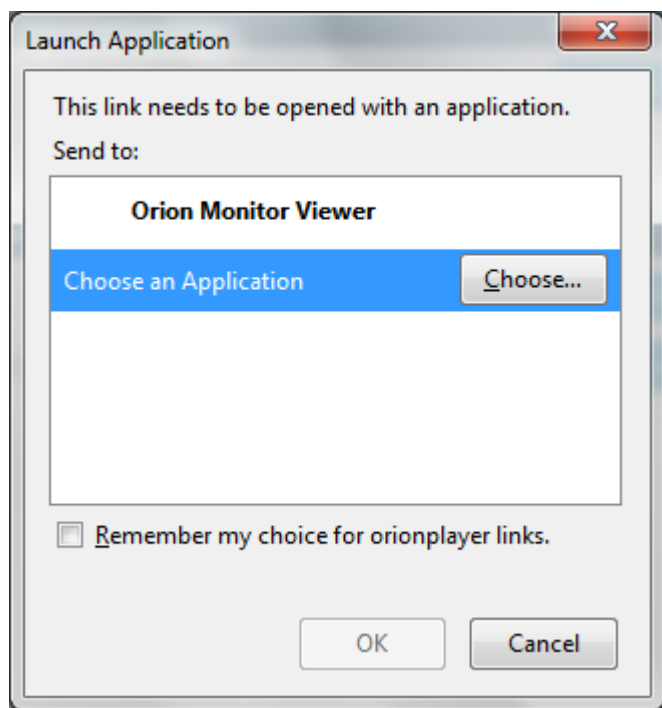 Launch Application
This link needs to be opened with an application.
Send to:
Orion Monitor Viewer
Choose an Application
Choose...
Remember my choice for orionplayer links.
OK
Cancel